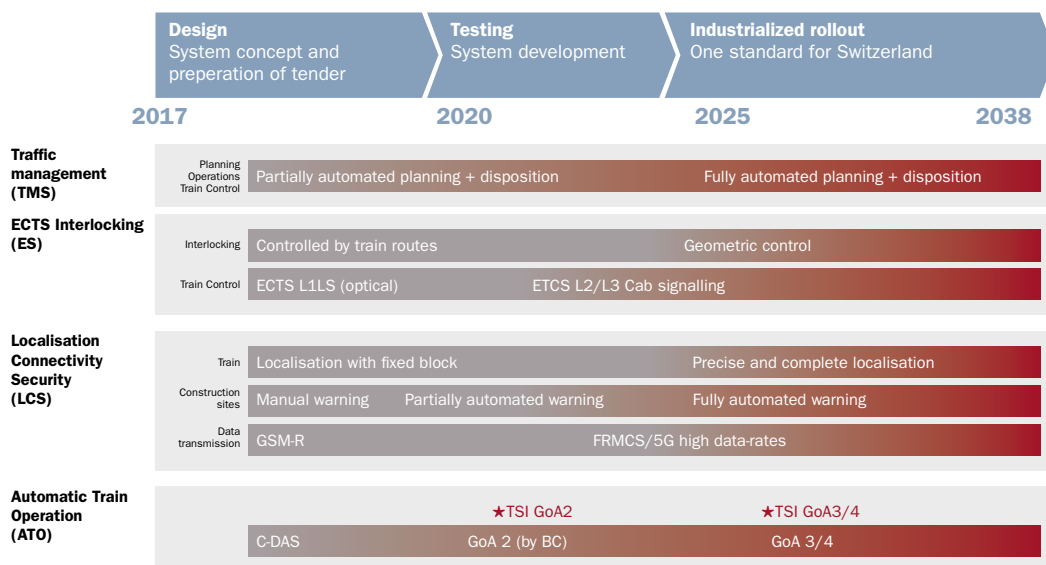 Design
System concept and
preperation of tender
Testing
System development
Industrialized rollout
One standard for Switzerland
2017
2020
2025
2038
Traffic
management
(TMS)
Planning
Operations
Train Control
Partially automated planning + disposition
Fully automated planning + disposition
ECTS Interlocking
(ES)
Interlocking
Controlled by train routes
Geometric control
Train Control
ECTS L1LS (optical)
ETCS L2/L3 Cab signalling
Localisation
Connectivity
Security
(LCS)
Train
Localisation with fixed block
Precise and complete localisation
Construction
sites
Manual warning
Partially automated warning
Fully automated warning
Data
transmission
GSM-R
FRMCS/5G high data-rates
Automatic Train
Operation
(ATO)
★TSI GoA2
★TSI GoA3/4
C-DAS
GoA 2 (by BC)
GoA 3/4